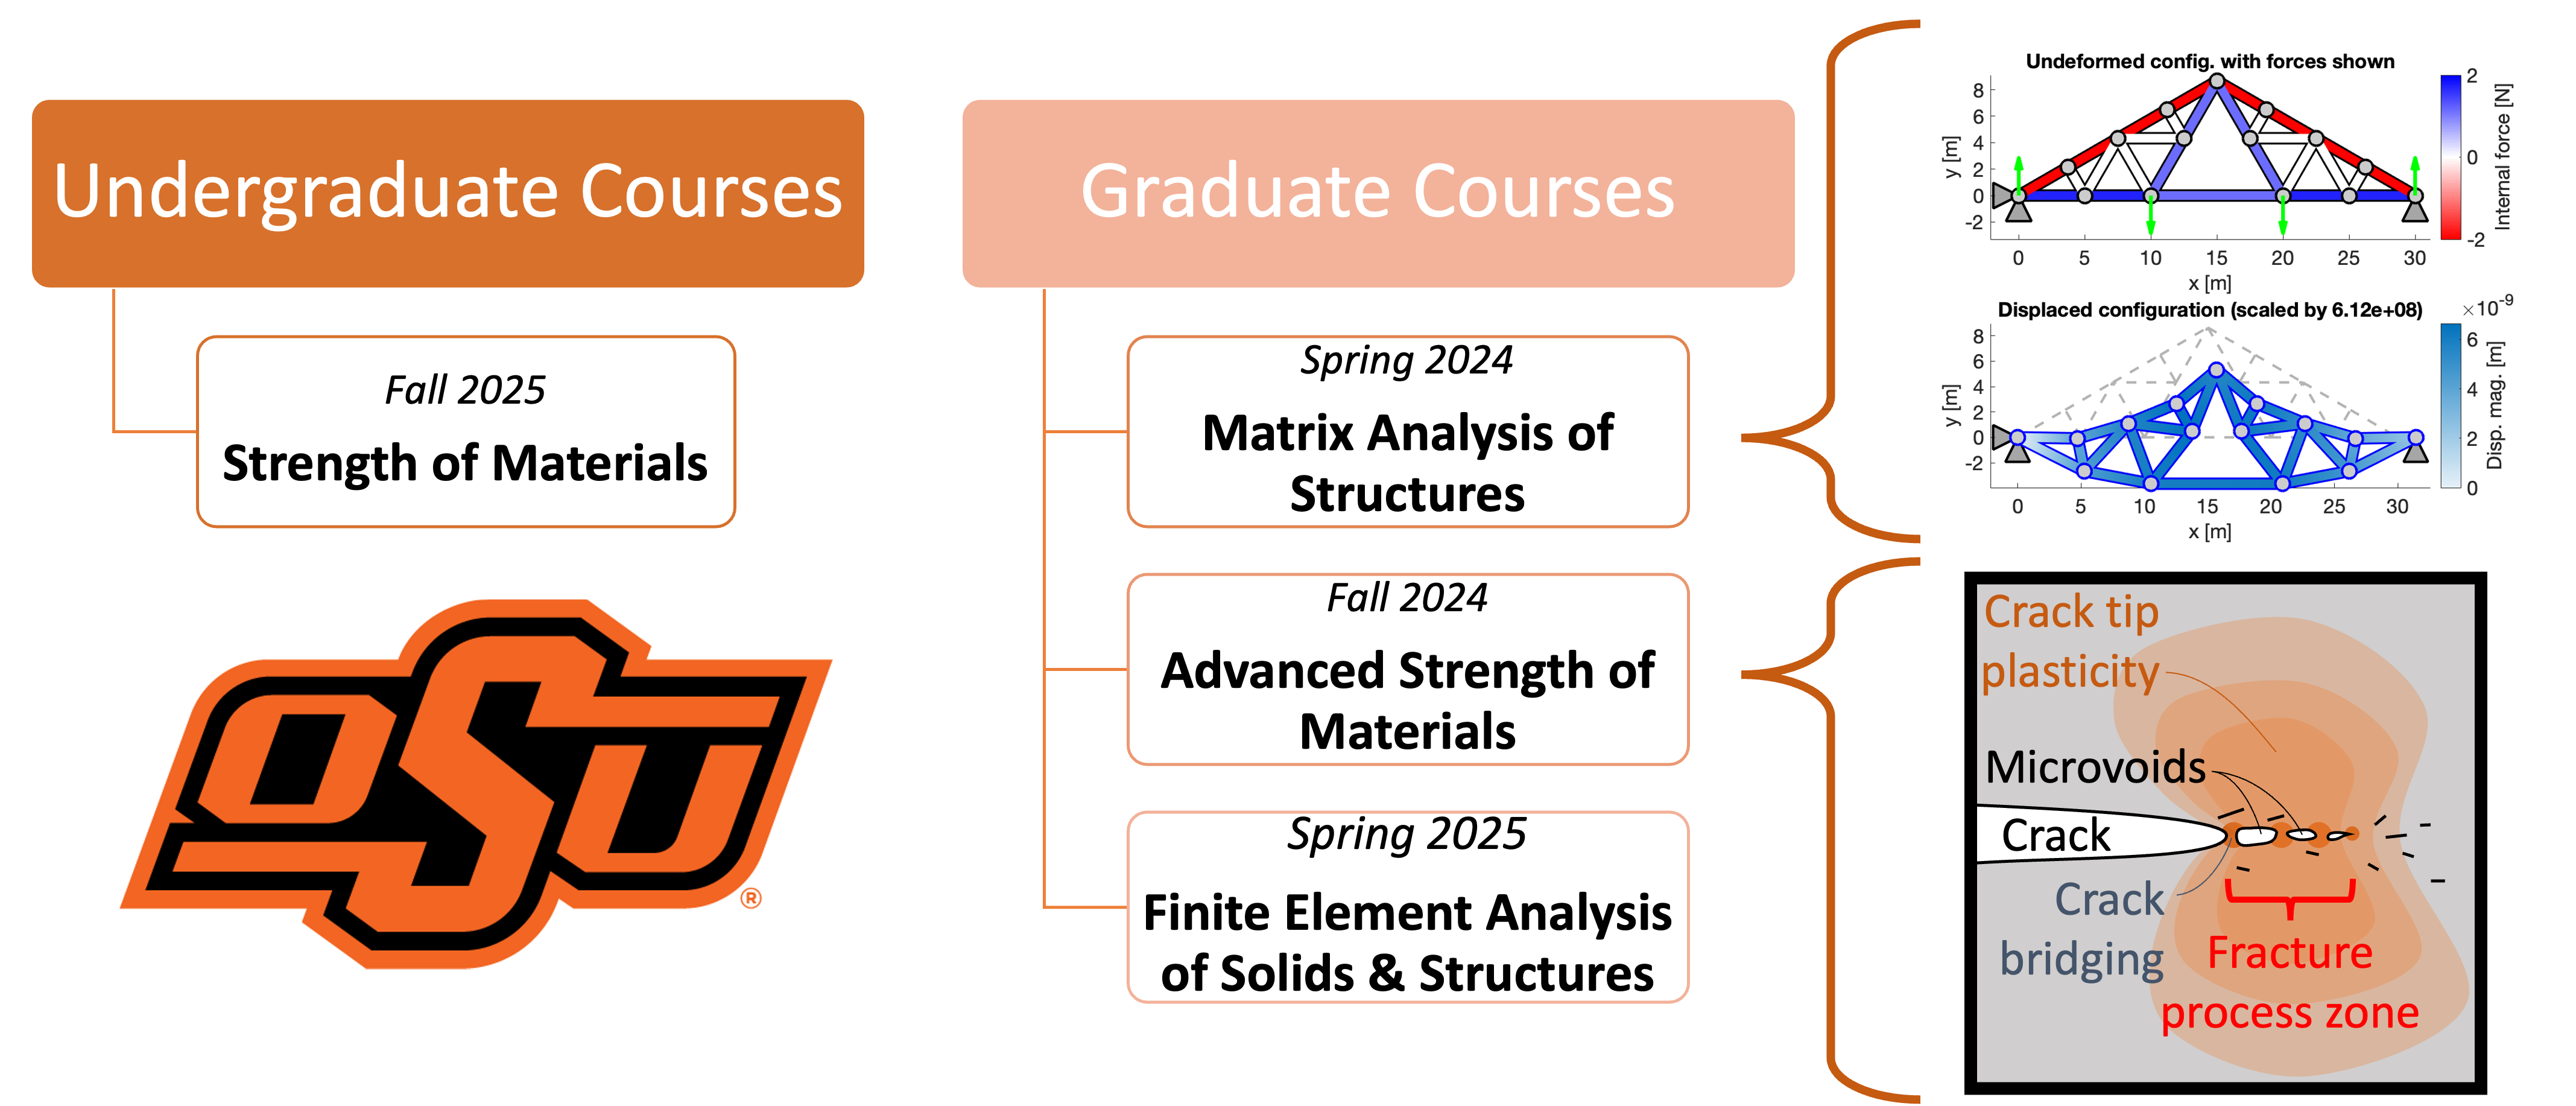 Undergraduate Courses
Fall 2025
Strength of Materials
OSU
®
Graduate Courses
Spring 2024
Matrix Analysis of
Structures
Fall 2024
Advanced Strength of
Materials
Spring 2025
Finite Element Analysis
of Solids & Structures
Undeformed config. with forces shown
8
6
4
2
0
-2
y [m]
0 5 10 15 20 25 30
x [m]
2
0
-2
Internal force [N]
Displaced configuration (scaled by 6.12e+08)
8
6
4
2
0
-2
y [m]
0 5 10 15 20 25 30
x [m]
×10-9
6
4
2
0
Disp. mag. [m]
Crack tip
plasticity
Microvoids
Crack
Crack
bridging
Fracture
process zone